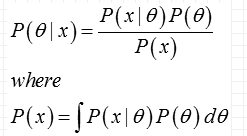 P(θ|x) = P(x|θ)P(θ) / P(x)
where
P(x) = ∫ P(x|θ)P(θ) dθ